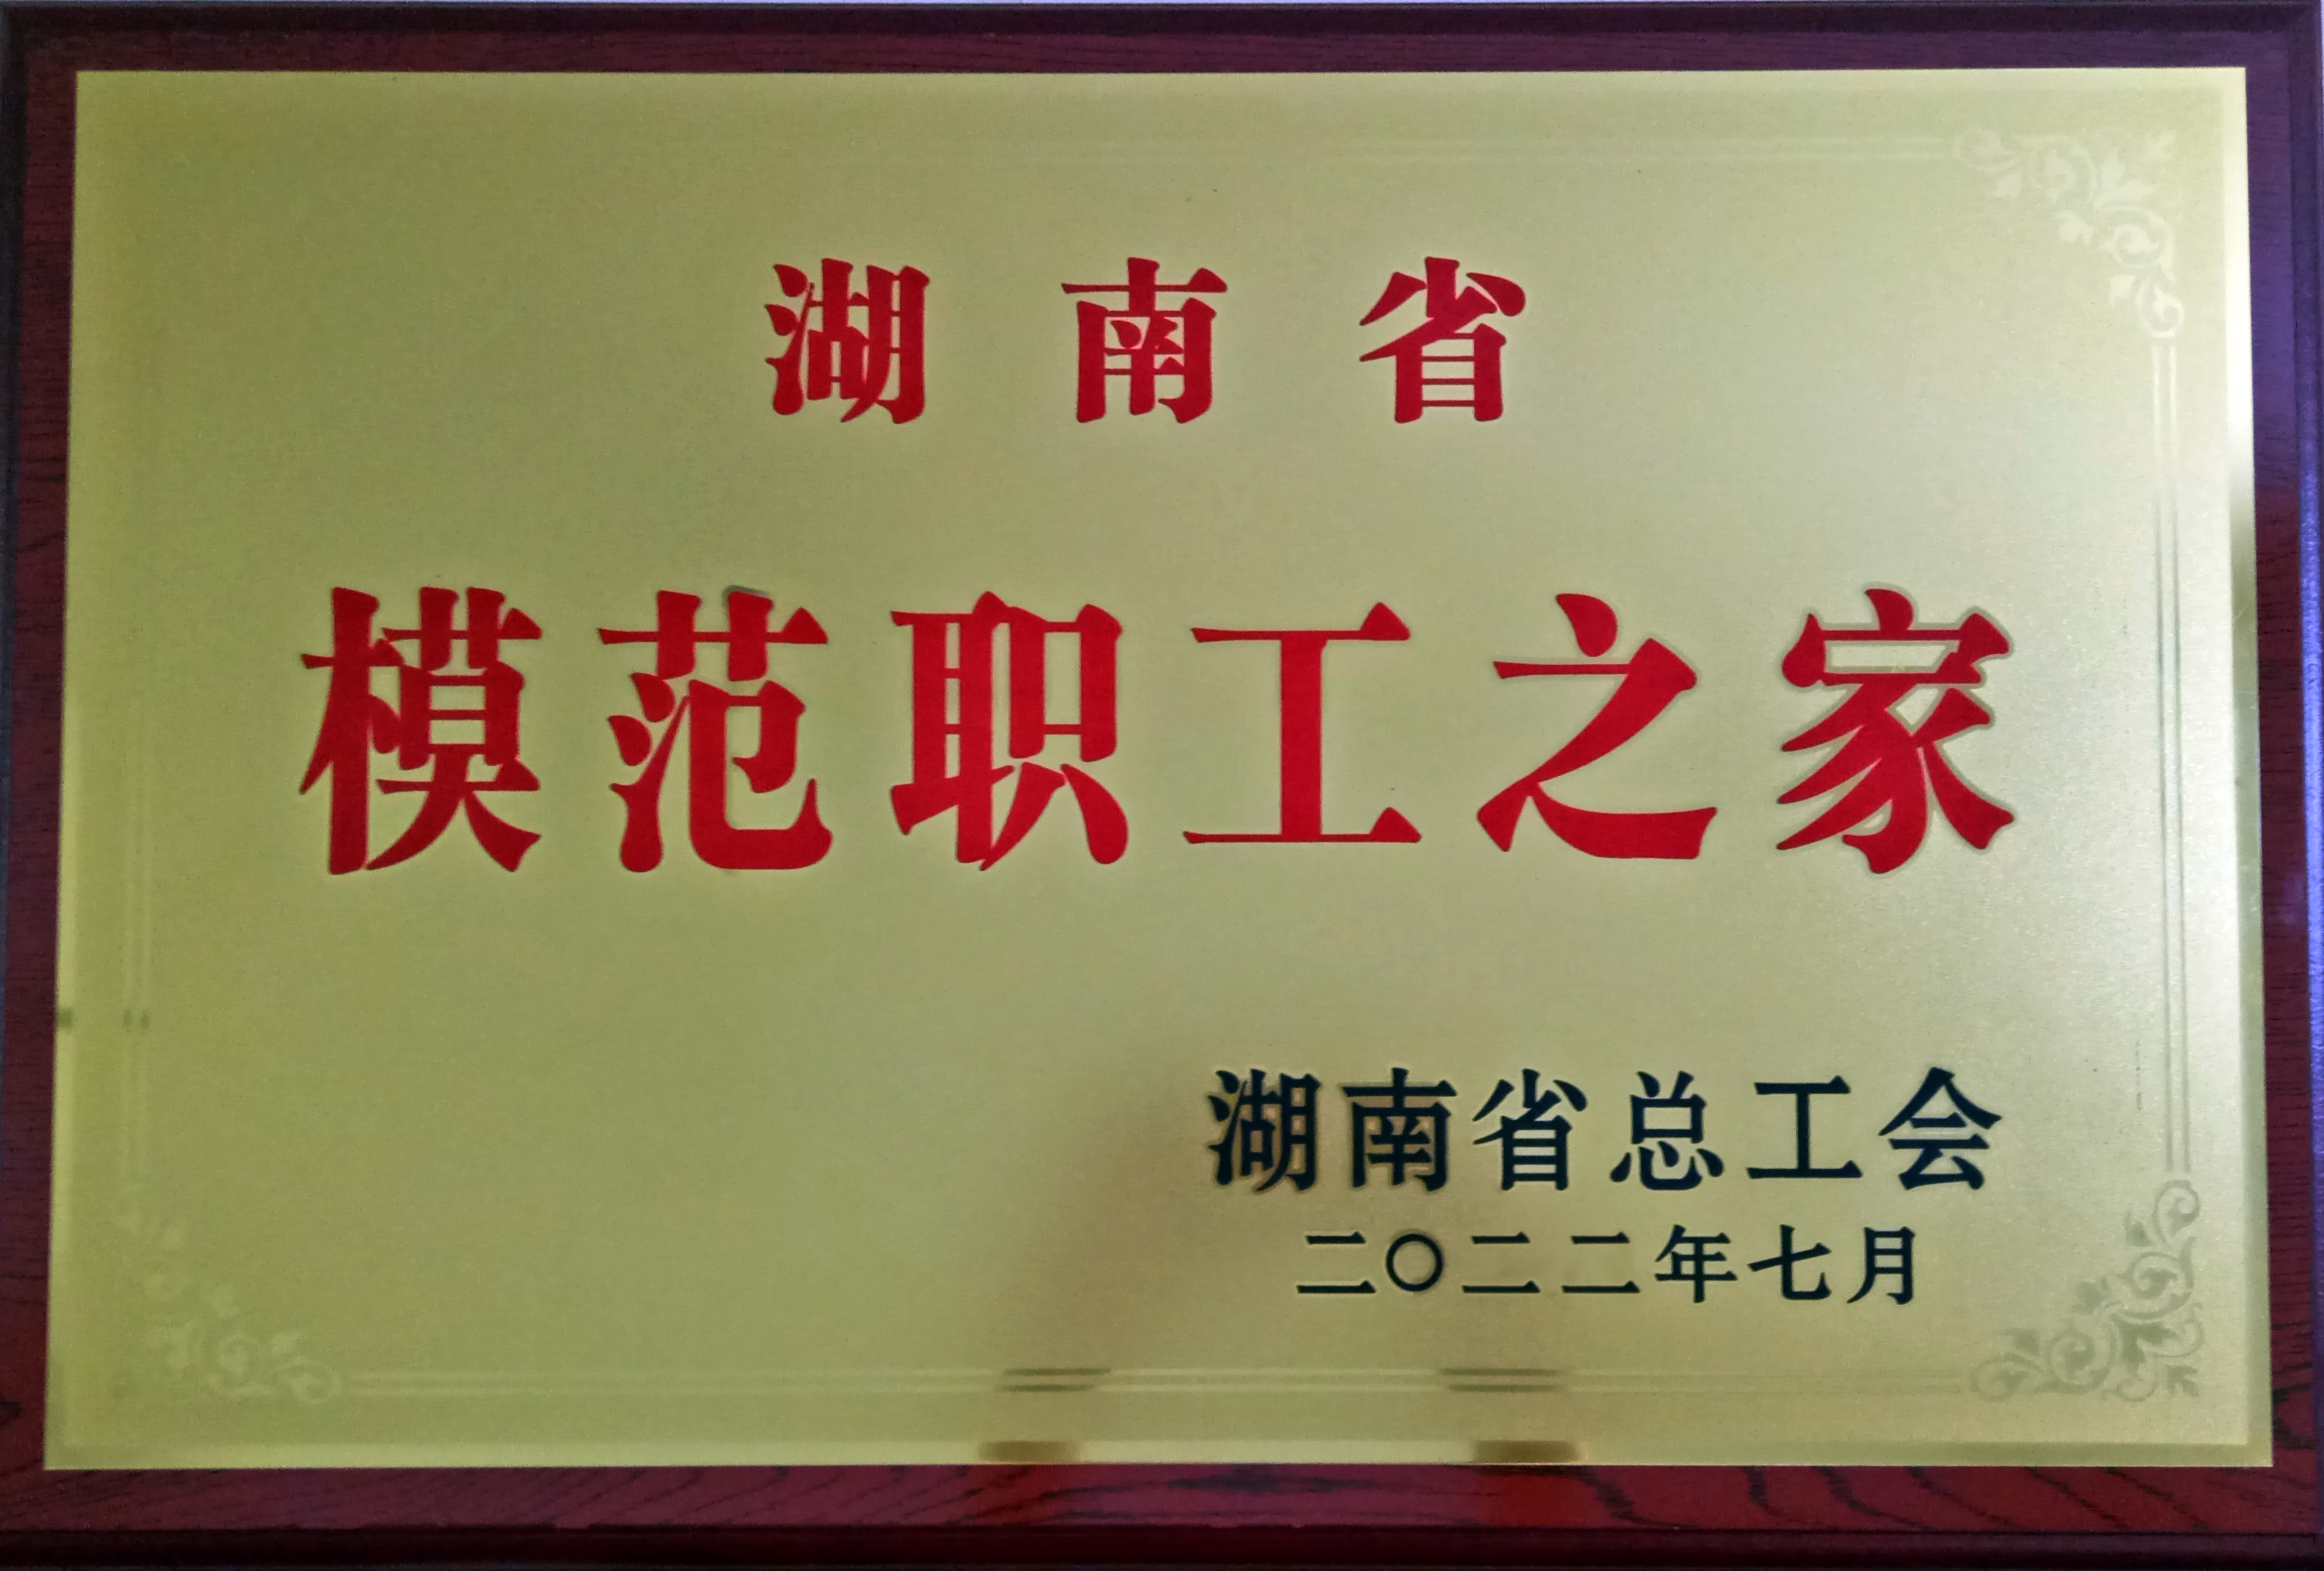 湖南省
模范职工之家
湖南省总工会
二〇二二年七月